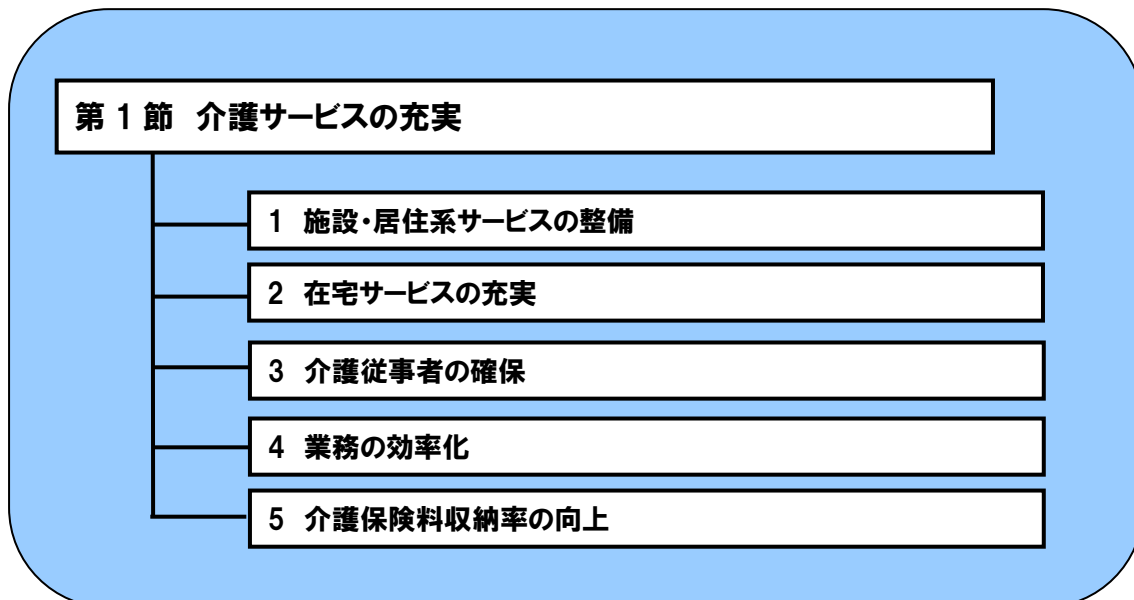 第 1 節 介護サービスの充実
1 施設・居住系サービスの整備
2 在宅サービスの充実
3 介護従事者の確保
4 業務の効率化
5 介護保険料収納率の向上